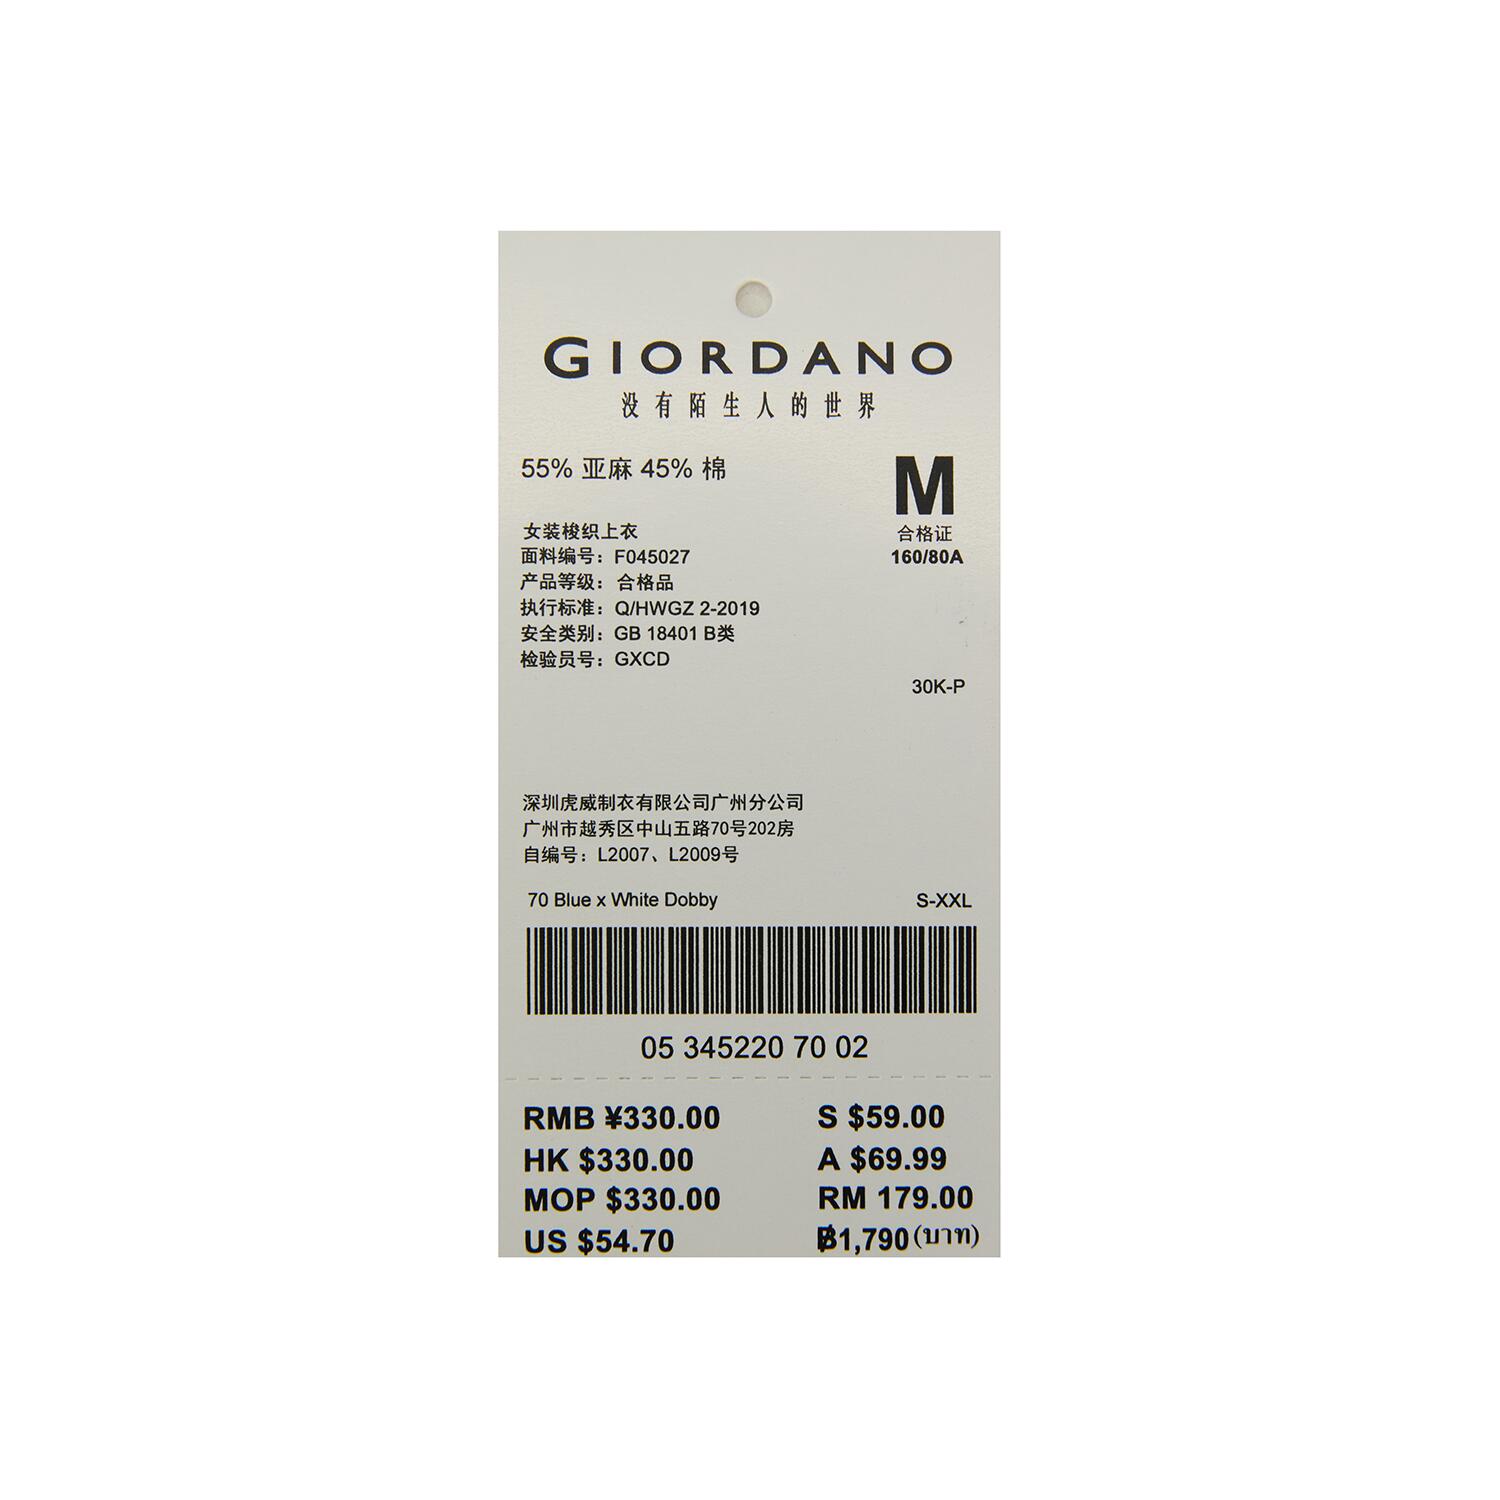 GIORDANO
没有陌生人的世界
55% 亚麻 45% 棉
M
合格证
160/80A
女装梭织上衣
面料编号：F045027
产品等级：合格品
执行标准：Q/HWGZ 2-2019
安全类别：GB 18401 B类
检验员号：GXCD
30K-P
深圳虎威制衣有限公司广州分公司
广州市越秀区中山五路70号202房
自编号：L2007、L2009号
70 Blue x White Dobby S-XXL
05 345220 70 02
RMB ¥330.00 S $59.00
HK $330.00 A $69.99
MOP $330.00 RM 179.00
US $54.70 ฿1,790(บาท)